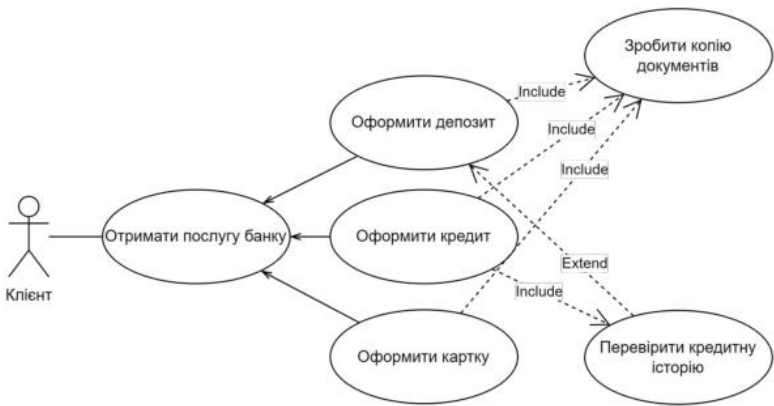 Зробити копію
документів
Include
Оформити депозит
Include
Include
Отримати послугу банку
Оформити кредит
Клієнт
Extend
Include
Оформити картку
Перевірити кредитну
історію